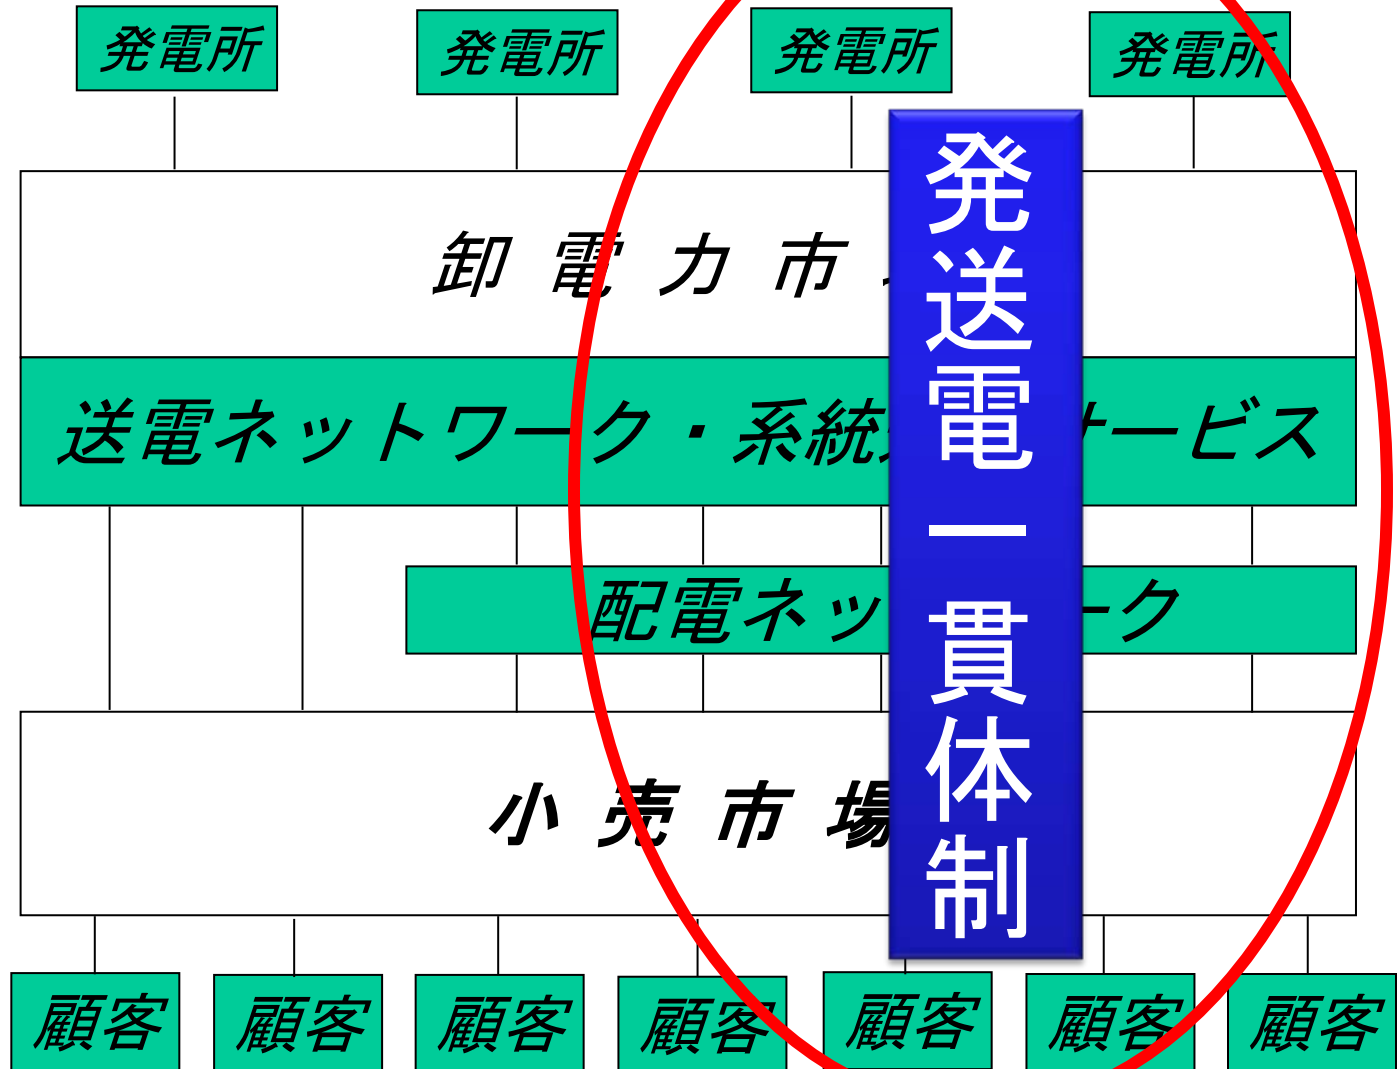 発電所
発電所
発電所
発電所
卸電力市
送電ネットワーク・系統 サービス
配電ネッ ーク
小売市場
発送電一貫体制
顧客
顧客
顧客
顧客
顧客
顧客
顧客